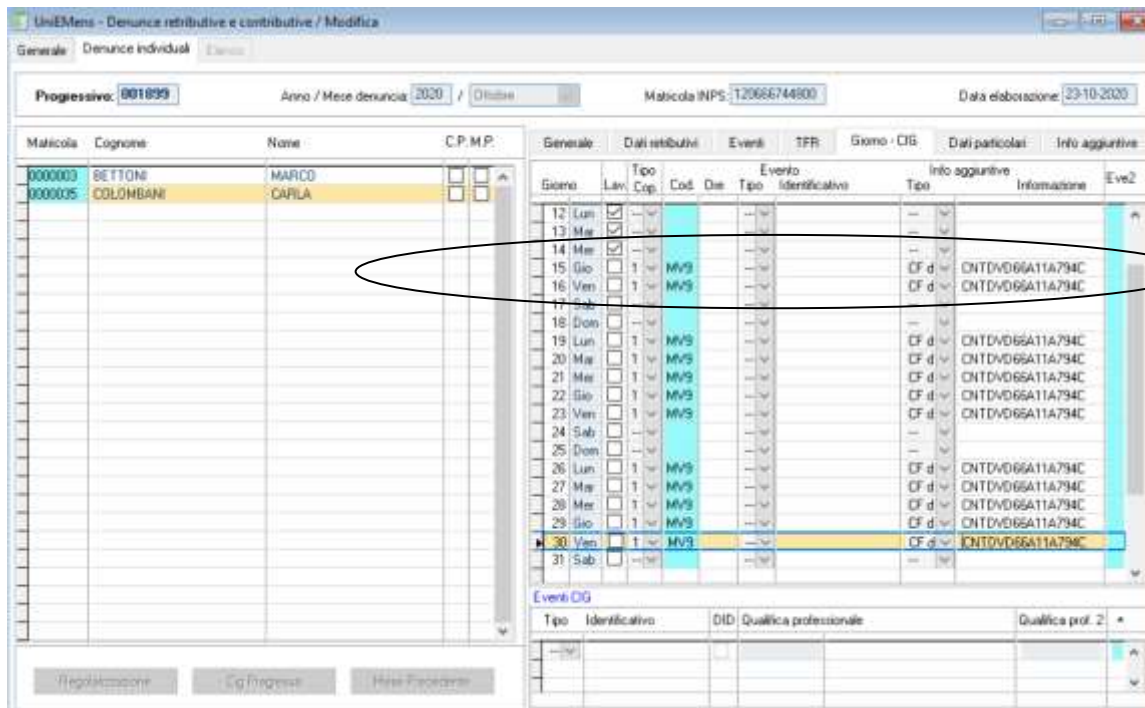 UniEMens - Denunce retributive e contributive / Modifica
Generale Denunce individuali Elenco
Progressivo: 001899 Anno / Mese denuncia: 2020 / Ottobre Matricola INPS: 120666744800 Data elaborazione: 23-10-2020
Matricola Cognome Nome C.P. M.P.
0000003 BETTONI MARCO
0000035 COLOMBANI CARLA
Generale Dati retributivi Eventi TFR Giorno - CIG Dati particolari Info aggiuntive
Tipo Evento Info aggiuntive
Giorno Lav. Cop. Cod. Ore Tipo Identificativo Tipo Informazione Eve2
12 Lun -- -- --
13 Mar -- -- --
14 Mer -- -- --
15 Gio 1 MV9 -- CF d CNTDVD66A11A794C
16 Ven 1 MV9 -- CF d CNTDVD66A11A794C
17 Sab -- -- --
18 Dom -- -- --
19 Lun 1 MV9 -- CF d CNTDVD66A11A794C
20 Mar 1 MV9 -- CF d CNTDVD66A11A794C
21 Mer 1 MV9 -- CF d CNTDVD66A11A794C
22 Gio 1 MV9 -- CF d CNTDVD66A11A794C
23 Ven 1 MV9 -- CF d CNTDVD66A11A794C
24 Sab -- -- --
25 Dom -- -- --
26 Lun 1 MV9 -- CF d CNTDVD66A11A794C
27 Mar 1 MV9 -- CF d CNTDVD66A11A794C
28 Mer 1 MV9 -- CF d CNTDVD66A11A794C
29 Gio 1 MV9 -- CF d CNTDVD66A11A794C
30 Ven 1 MV9 -- CF d CNTDVD66A11A794C
31 Sab -- -- --
Eventi CIG
Tipo Identificativo DID Qualifica professionale Qualifica prof. 2 *
--
Regolarizzazione Cig Pregressa Mese Precedente